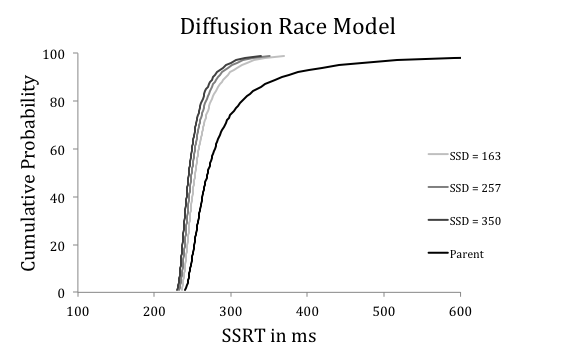 Diffusion Race Model
Cumulative Probability
100
80
60
40
20
0
100 200 300 400 500 600
SSRT in ms
SSD = 163
SSD = 257
SSD = 350
Parent